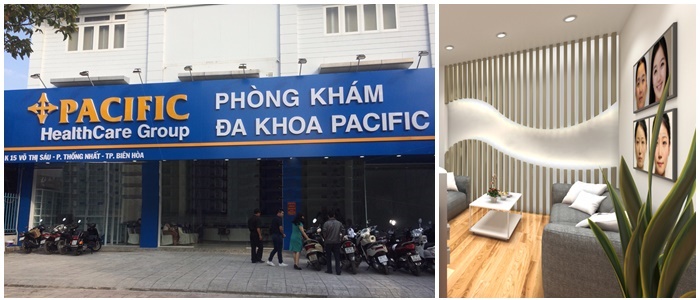 PACIFIC
HealthCare Group
PHÒNG KHÁM
ĐA KHOA PACIFIC
K 15 VÕ THỊ SÁU - P. THỐNG NHẤT - TP. BIÊN HÒA